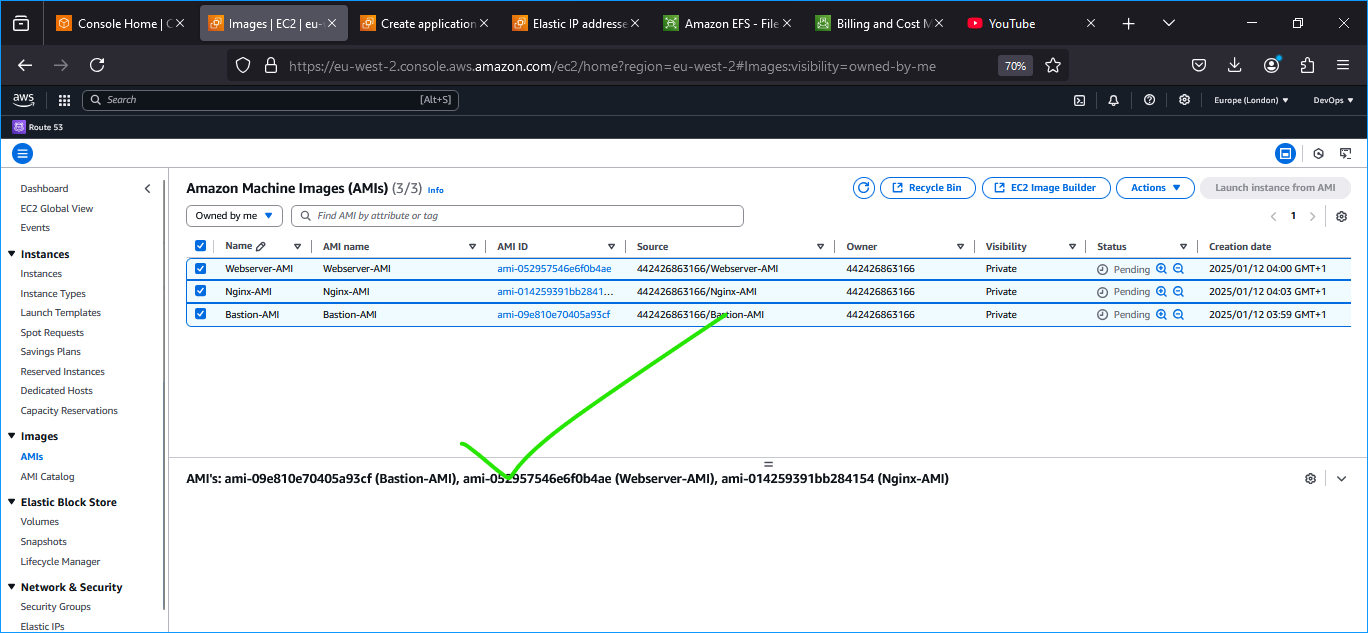 Console Home | C
Images | EC2 | eu-
Create application
Elastic IP addresse
Amazon EFS - File
Billing and Cost M
YouTube
https://eu-west-2.console.aws.amazon.com/ec2/home?region=eu-west-2#Images:visibility=owned-by-me
70%
aws
Search
[Alt+S]
Europe (London)
DevOps
Route 53
Dashboard
EC2 Global View
Events
Instances
Instances
Instance Types
Launch Templates
Spot Requests
Savings Plans
Reserved Instances
Dedicated Hosts
Capacity Reservations
Images
AMIs
AMI Catalog
Elastic Block Store
Volumes
Snapshots
Lifecycle Manager
Network & Security
Security Groups
Elastic IPs
Amazon Machine Images (AMIs) (3/3) Info
Recycle Bin
EC2 Image Builder
Actions
Launch instance from AMI
Owned by me
Find AMI by attribute or tag
1
Name AMI name AMI ID Source Owner Visibility Status Creation date
Webserver-AMI Webserver-AMI ami-052957546e6f0b4ae 442426863166/Webserver-AMI 442426863166 Private Pending 2025/01/12 04:00 GMT+1
Nginx-AMI Nginx-AMI ami-014259391bb2841... 442426863166/Nginx-AMI 442426863166 Private Pending 2025/01/12 04:03 GMT+1
Bastion-AMI Bastion-AMI ami-09e810e70405a93cf 442426863166/Bastion-AMI 442426863166 Private Pending 2025/01/12 03:59 GMT+1
AMI's: ami-09e810e70405a93cf (Bastion-AMI), ami-052957546e6f0b4ae (Webserver-AMI), ami-014259391bb284154 (Nginx-AMI)